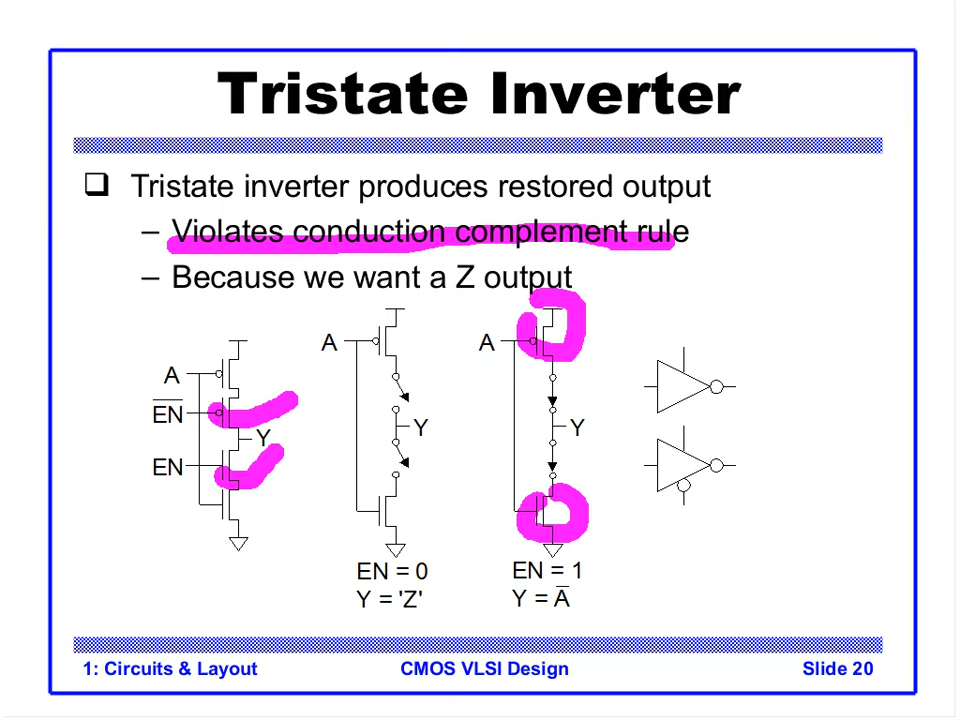 Tristate Inverter
❑ Tristate inverter produces restored output
– Violates conduction complement rule
– Because we want a Z output
A
E̅N̅
EN
Y
A
Y
EN = 0
Y = 'Z'
A
Y
EN = 1
Y = A̅
1: Circuits & Layout
CMOS VLSI Design
Slide 20